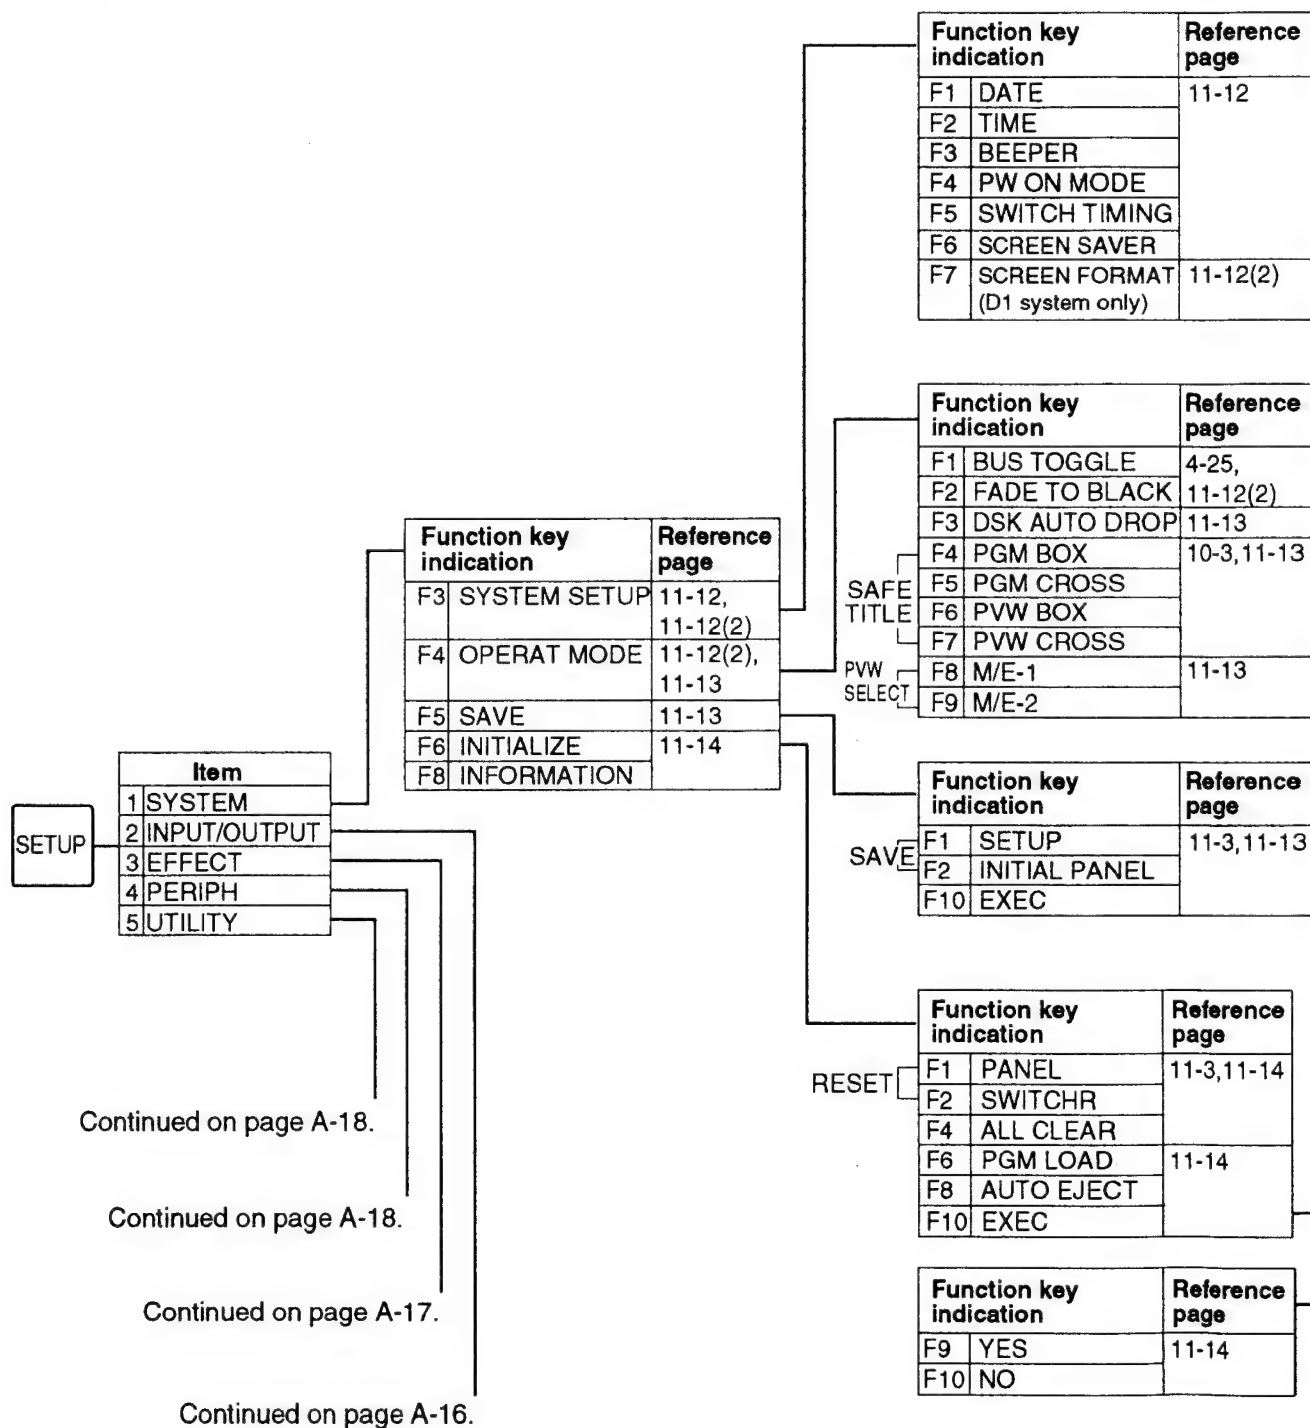 Function key indication Reference page
F1 DATE 11-12
F2 TIME
F3 BEEPER
F4 PW ON MODE
F5 SWITCH TIMING
F6 SCREEN SAVER
F7 SCREEN FORMAT 11-12(2)
(D1 system only)
Function key indication Reference page
F1 BUS TOGGLE 4-25,
F2 FADE TO BLACK 11-12(2)
F3 DSK AUTO DROP 11-13
SAFE TITLE
F4 PGM BOX 10-3,11-13
F5 PGM CROSS
F6 PVW BOX
F7 PVW CROSS
PVW SELECT
F8 M/E-1 11-13
F9 M/E-2
Function key indication Reference page
F3 SYSTEM SETUP 11-12,
11-12(2)
F4 OPERAT MODE 11-12(2),
11-13
F5 SAVE 11-13
F6 INITIALIZE 11-14
F8 INFORMATION
SETUP
Item
1 SYSTEM
2 INPUT/OUTPUT
3 EFFECT
4 PERIPH
5 UTILITY
Function key indication Reference page
SAVE
F1 SETUP 11-3,11-13
F2 INITIAL PANEL
F10 EXEC
Function key indication Reference page
RESET
F1 PANEL 11-3,11-14
F2 SWITCHR
F4 ALL CLEAR
F6 PGM LOAD 11-14
F8 AUTO EJECT
F10 EXEC
Function key indication Reference page
F9 YES 11-14
F10 NO
Continued on page A-18.
Continued on page A-18.
Continued on page A-17.
Continued on page A-16.